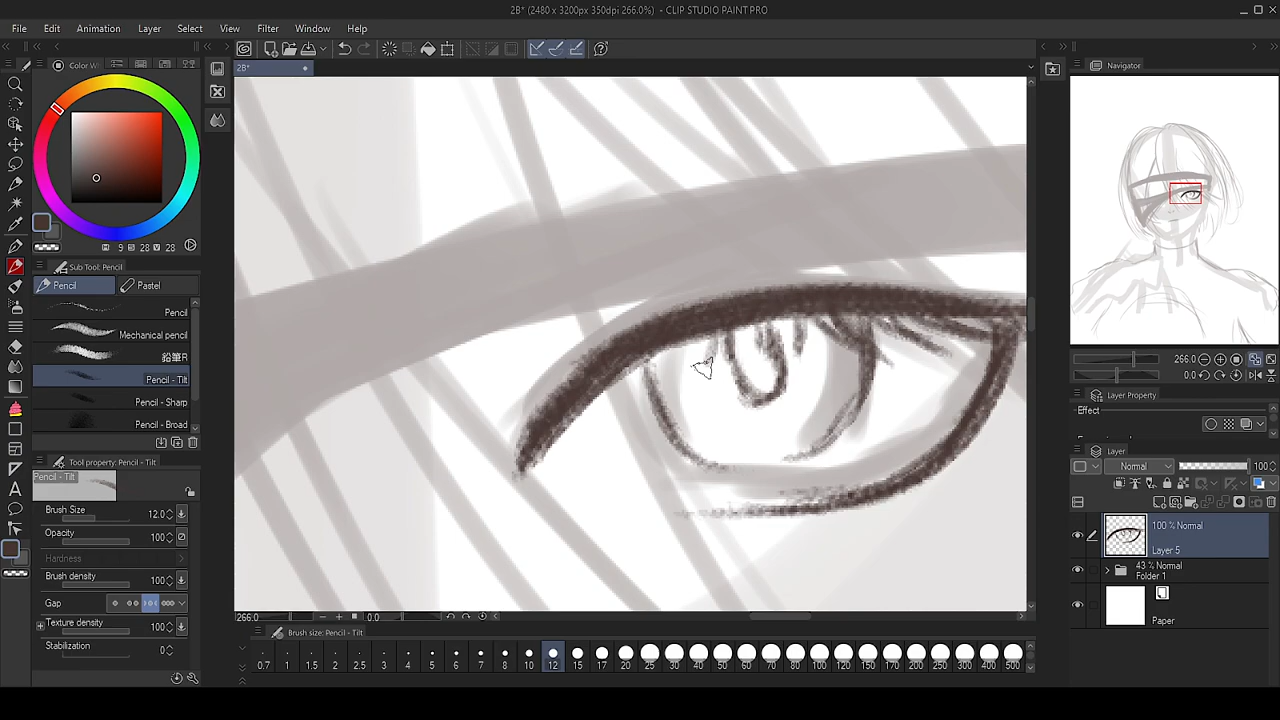 2B* (2480 x 3200px 350dpi 266.0%) - CLIP STUDIO PAINT PRO
File Edit Animation Layer Select View Filter Window Help
Color W
2B*
Navigator
9 28 28
Sub Tool: Pencil
Pencil Pastel
Pencil
Mechanical pencil
鉛筆R
Pencil - Tilt
Pencil - Sharp
Pencil - Broad
Tool property: Pencil - Tilt
Pencil - Tilt
Brush Size 12.0
Opacity 100
Hardness
Brush density 100
Gap
Texture density 100
Stabilization 0
266.0 0.0
Brush size: Pencil - Tilt
0.7 1 1.5 2 2.5 3 4 5 6 7 8 10 12 15 17 20 25 30 40 50 60 70 80 100 120 150 170 200 250 300 400 500
266.0
0.0
Layer Property
Effect
Layer
Normal 100
100 % Normal
Layer 5
43 % Normal
Folder 1
Paper